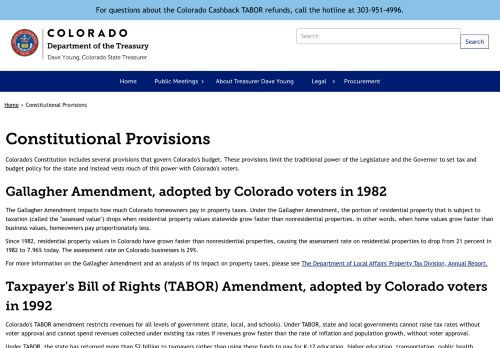 For questions about the Colorado Cashback TABOR refunds, call the hotline at 303-951-4996.
COLORADO
Department of the Treasury
Dave Young, Colorado State Treasurer
Search
Search
Home Public Meetings › About Treasurer Dave Young Legal › Procurement
Home › Constitutional Provisions
Constitutional Provisions
Colorado's Constitution includes several provisions that govern Colorado's budget. These provisions limit the traditional power of the Legislature and the Governor to set tax and
budget policy for the state and instead vests much of this power with Colorado's voters.
Gallagher Amendment, adopted by Colorado voters in 1982
The Gallagher Amendment impacts how much Colorado homeowners pay in property taxes. Under the Gallagher Amendment, the portion of residential property that is subject to
taxation (called the "assessed value") drops when residential property values statewide grow faster than nonresidential properties. In other words, when home values grow faster than
business values, homeowners pay proportionately less.
Since 1982, residential property values in Colorado have grown faster than nonresidential properties, causing the assessment rate on residential properties to drop from 21 percent in
1982 to 7.96% today. The assessment rate on Colorado businesses is 29%.
For more information on the Gallagher Amendment and an analysis of its impact on property taxes, please see The Department of Local Affairs' Property Tax Division, Annual Report.
Taxpayer's Bill of Rights (TABOR) Amendment, adopted by Colorado voters
in 1992
Colorado's TABOR amendment restricts revenues for all levels of government (state, local, and schools). Under TABOR, state and local governments cannot raise tax rates without
voter approval and cannot spend revenues collected under existing tax rates if revenues grow faster than the rate of inflation and population growth, without voter approval.
Under TABOR, the state has returned more than $2 billion to taxpayers rather than using these funds to pay for K-12 education, higher education, transportation, public health